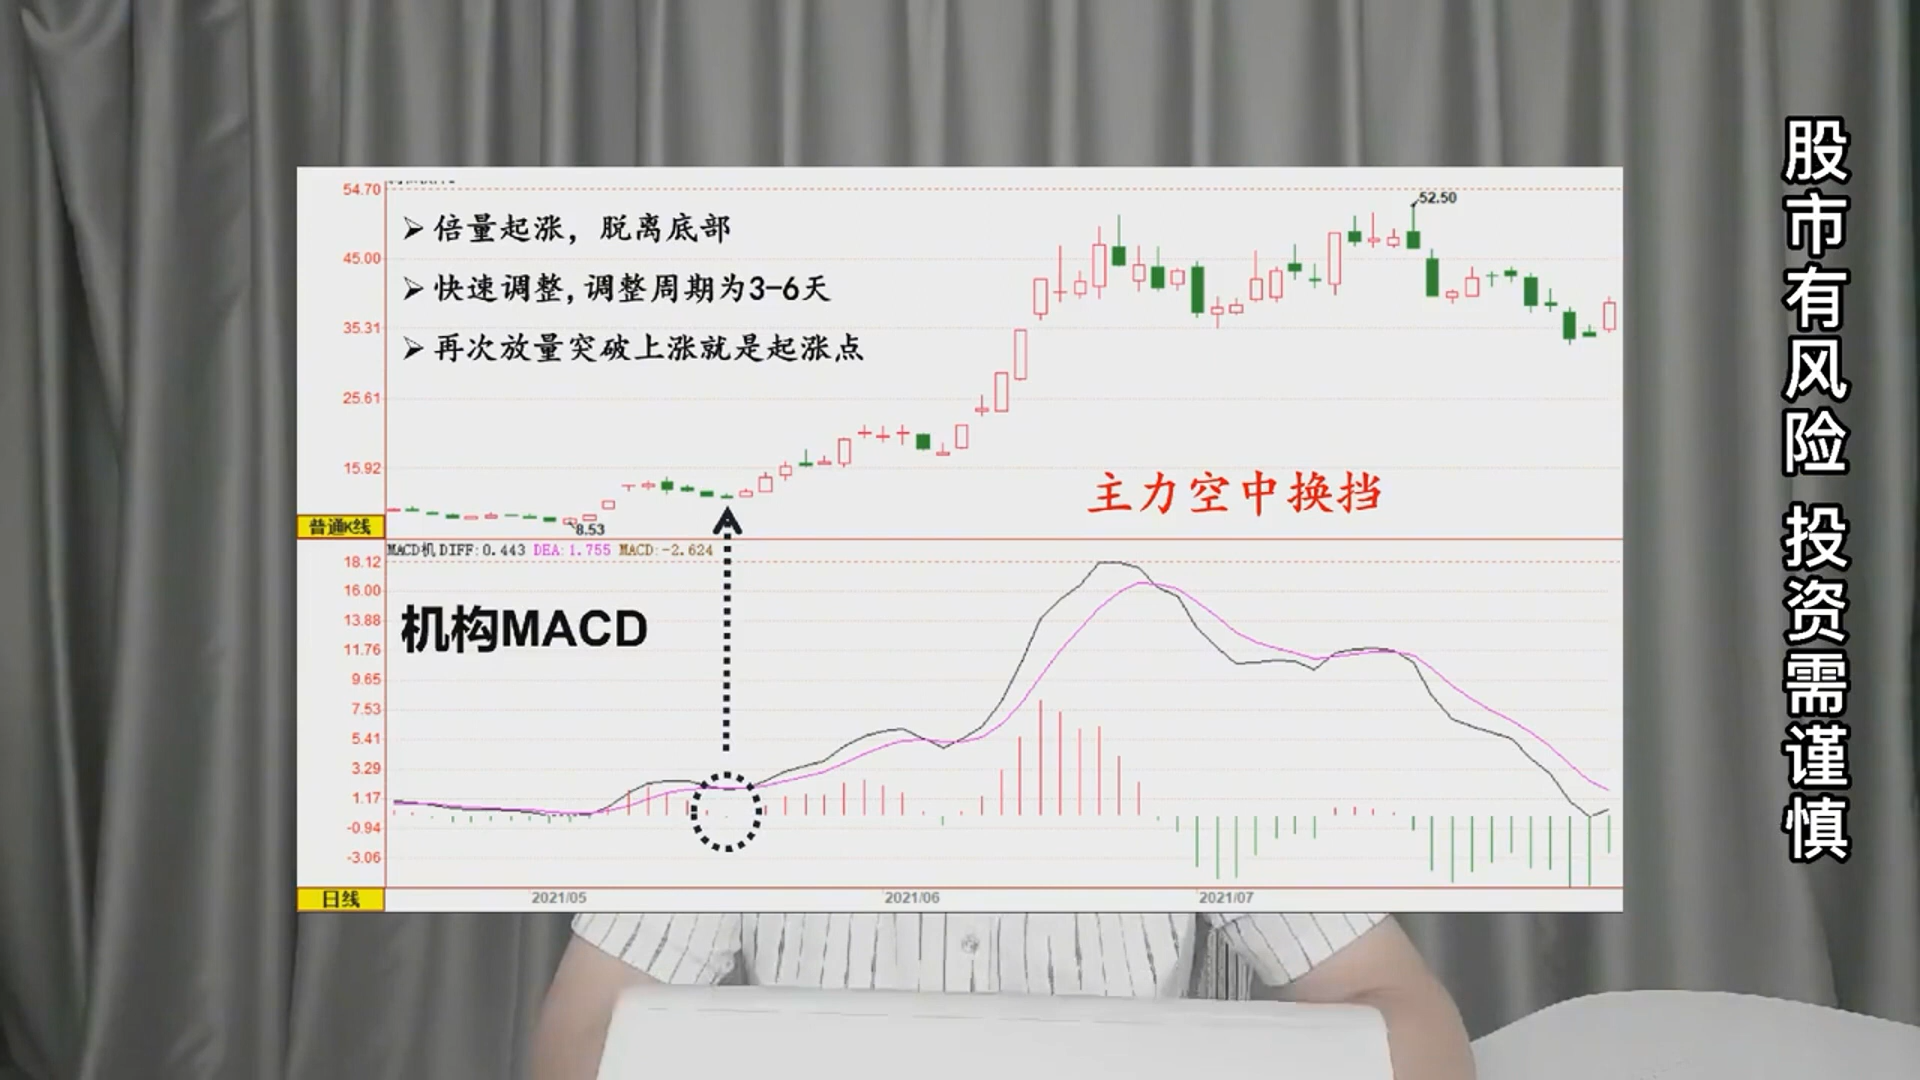 54.70
➢ 倍量起涨，脱离底部
52.50
45.00
➢ 快速调整,调整周期为3-6天
35.31
➢ 再次放量突破上涨就是起涨点
25.61
15.92
主力空中换挡
普通K线
8.53
MACD机 DIFF:0.443 DEA:1.755 MACD:-2.624
18.12
16.00
13.88
机构MACD
11.76
9.65
7.53
5.41
3.29
1.17
-0.94
-3.06
日线
2021/05
2021/06
2021/07
股市有风险 投资需谨慎